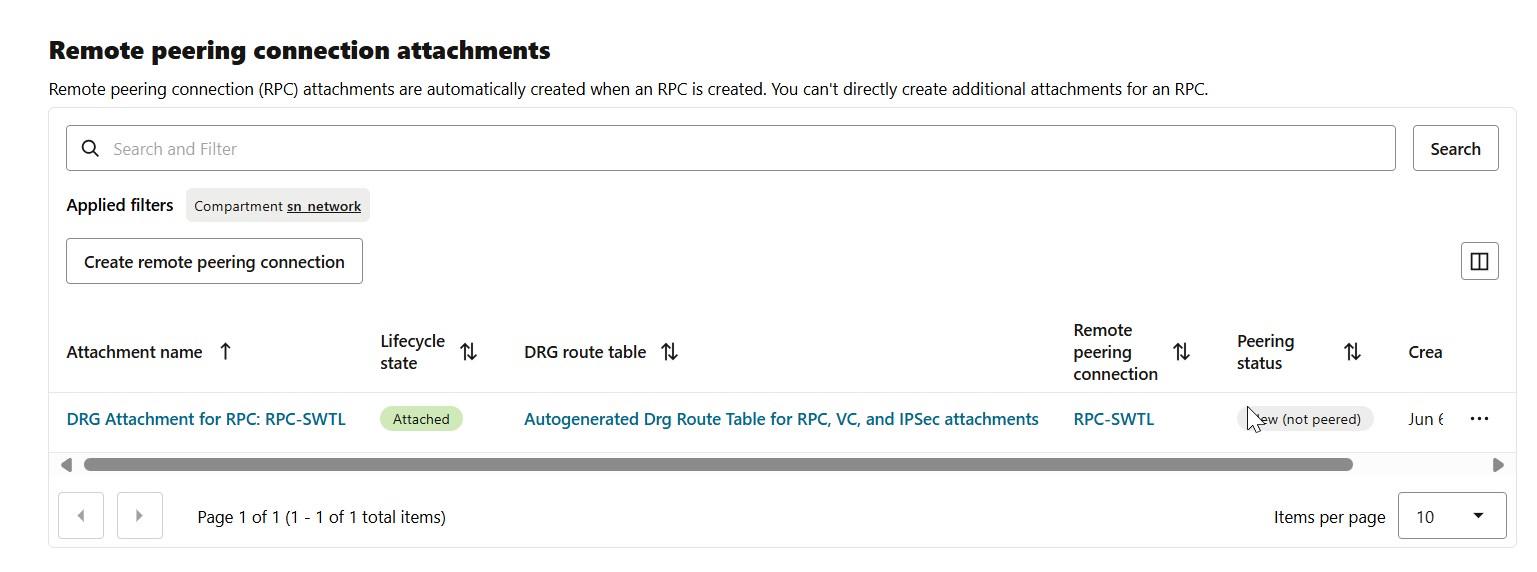 Remote peering connection attachments
Remote peering connection (RPC) attachments are automatically created when an RPC is created. You can't directly create additional attachments for an RPC.
Search and Filter
Search
Applied filters
Compartment sn_network
Create remote peering connection
Attachment name
Lifecycle
state
DRG route table
Remote
peering
connection
Peering
status
Crea
DRG Attachment for RPC: RPC-SWTL
Attached
Autogenerated Drg Route Table for RPC, VC, and IPSec attachments
RPC-SWTL
(not peered)
Jun
Page 1 of 1 (1 - 1 of 1 total items)
Items per page
10